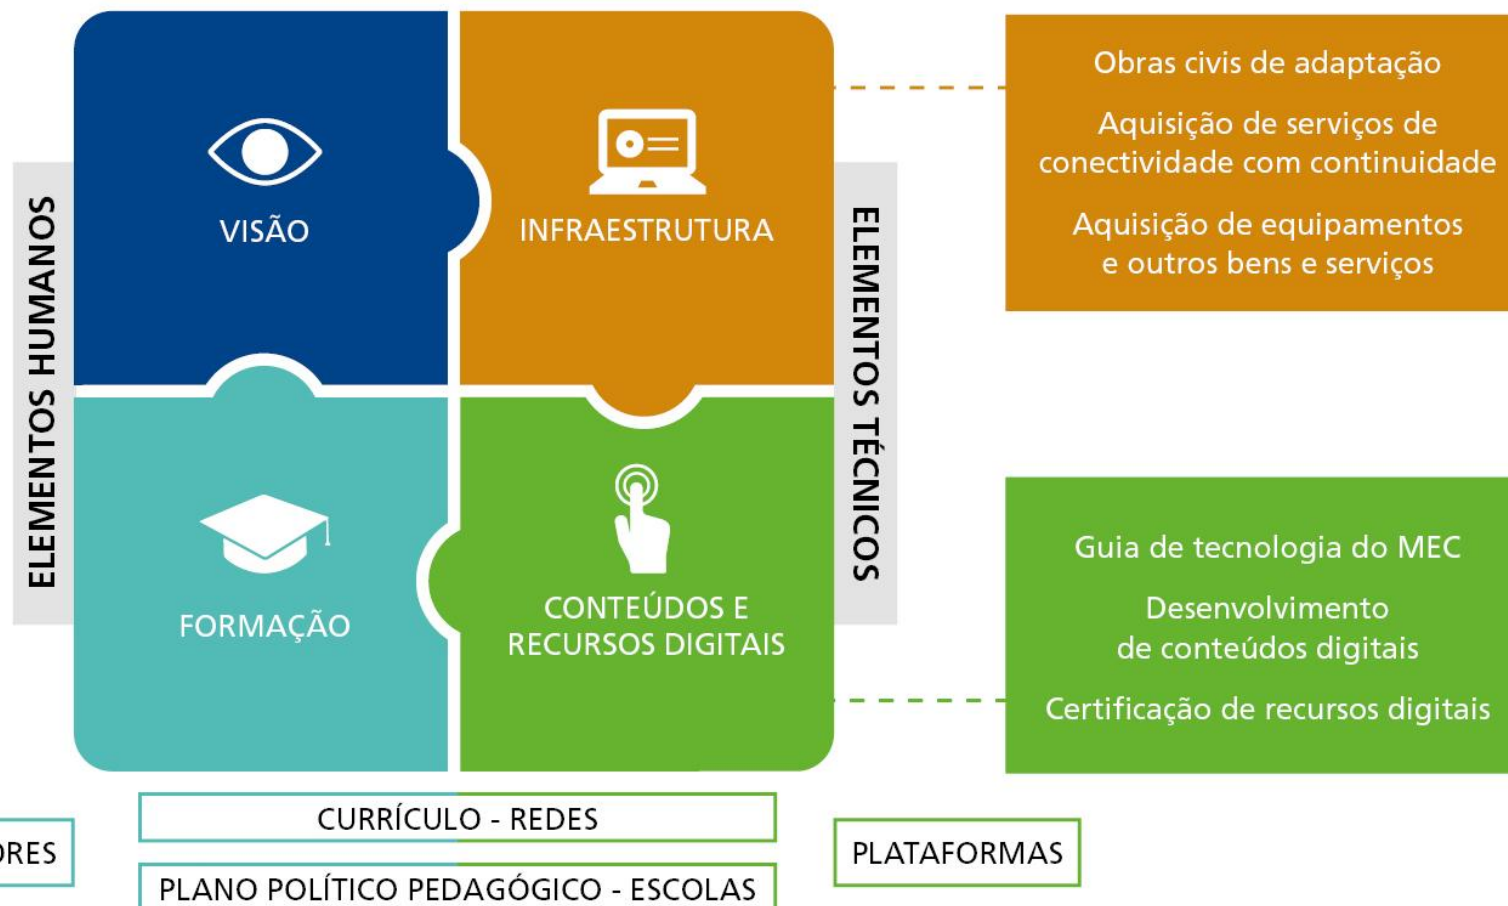 ELEMENTOS HUMANOS
VISÃO
INFRAESTRUTURA
FORMAÇÃO
CONTEÚDOS E
RECURSOS DIGITAIS
ELEMENTOS TÉCNICOS
Obras civis de adaptação
Aquisição de serviços de
conectividade com continuidade
Aquisição de equipamentos
e outros bens e serviços
Guia de tecnologia do MEC
Desenvolvimento
de conteúdos digitais
Certificação de recursos digitais
CURRÍCULO - REDES
PLANO POLÍTICO PEDAGÓGICO - ESCOLAS
PLATAFORMAS